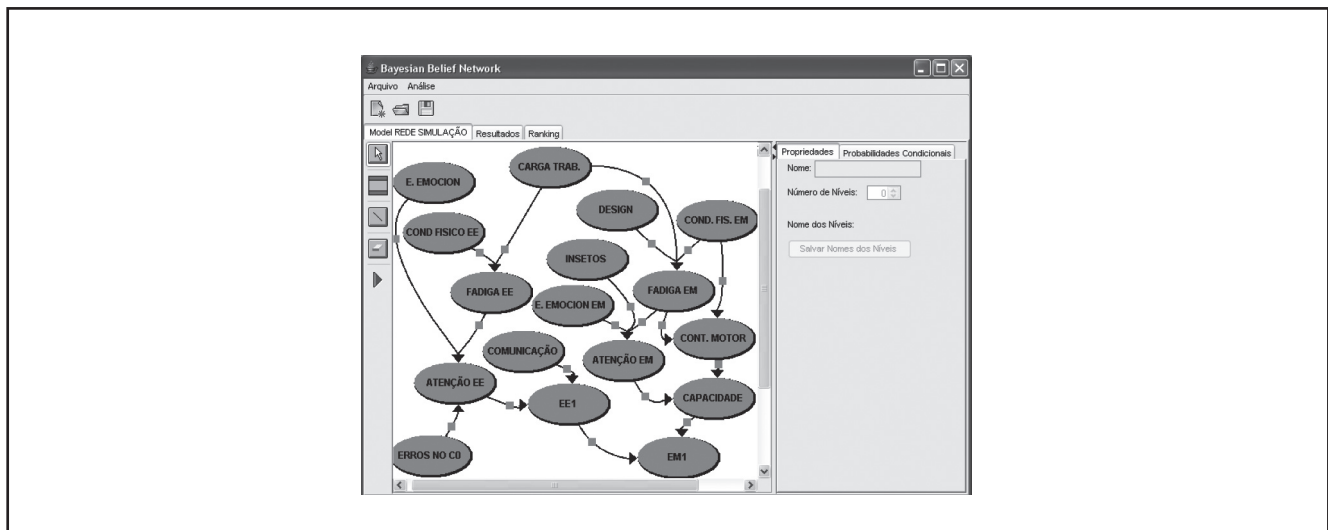 Bayesian Belief Network
Arquivo Análise
Model REDE SIMULAÇÃO Resultados Ranking
Propriedades Probabilidades Condicionais
Nome:
Número de Níveis: 0
Nome dos Níveis:
Salvar Nomes dos Níveis
CARGA TRAB.
E. EMOCION
DESIGN
COND. FIS. EM
COND FISICO EE
INSETOS
FADIGA EE
FADIGA EM
E. EMOCION EM
CONT. MOTOR
COMUNICAÇÃO
ATENÇÃO EM
ATENÇÃO EE
CAPACIDADE
EE1
ERROS NO C0
EM1